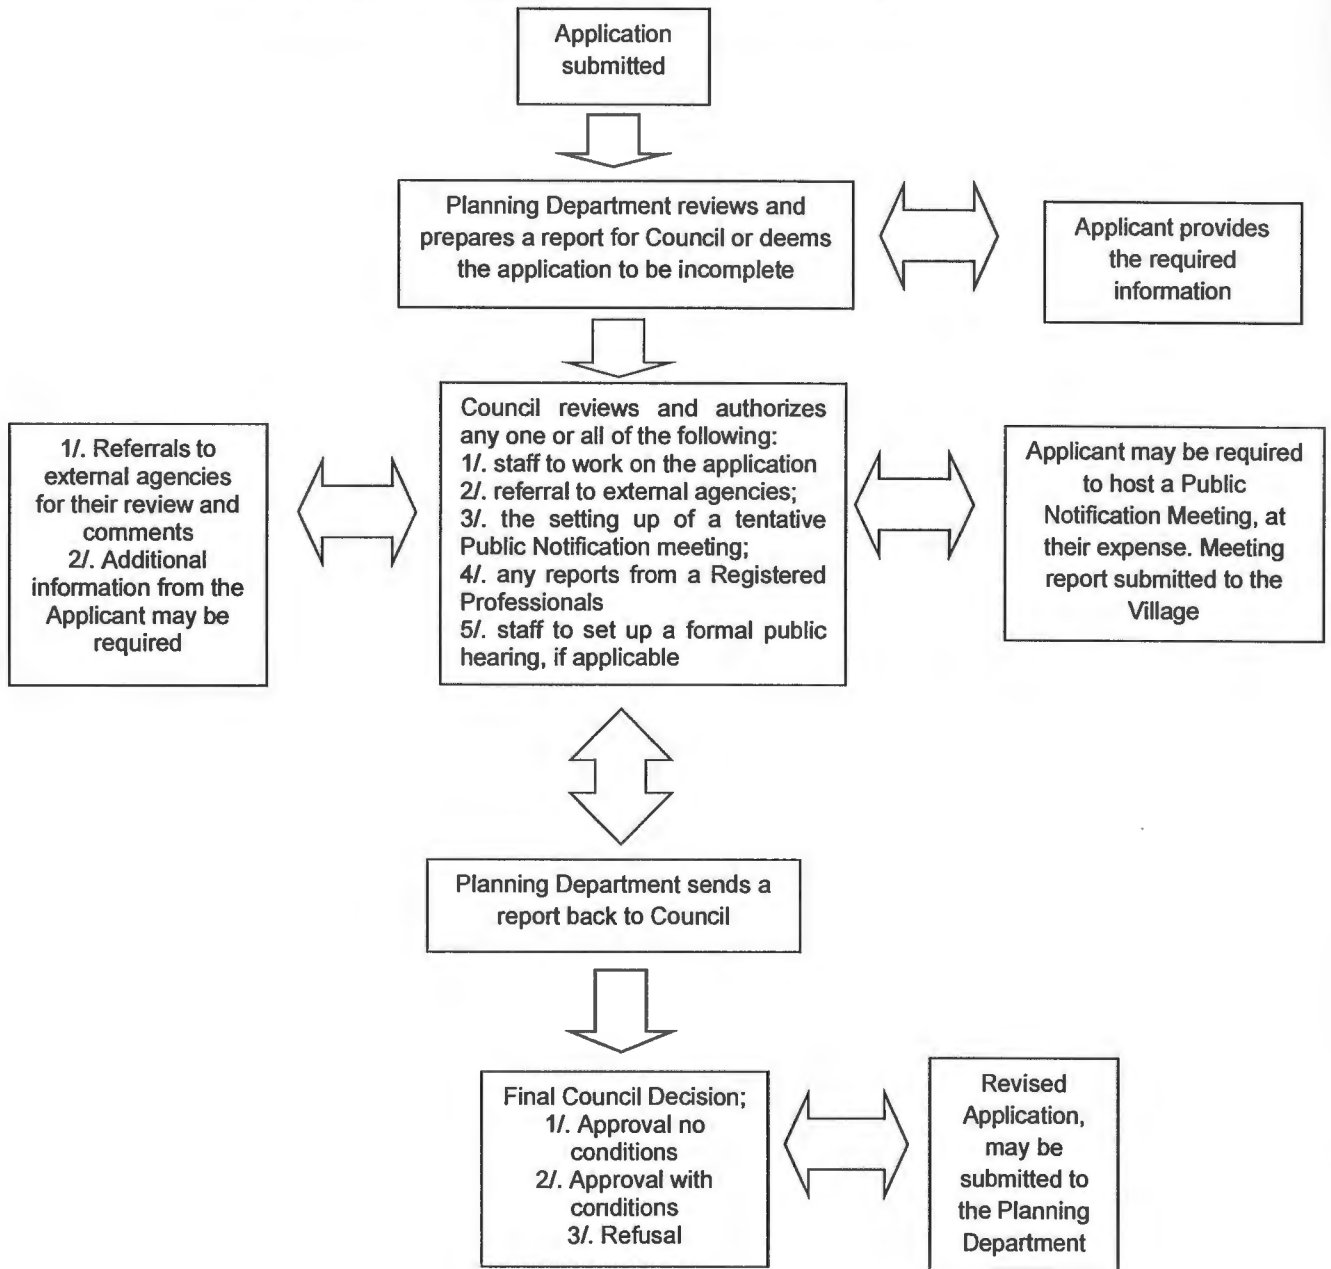 Application
submitted
Planning Department reviews and
prepares a report for Council or deems
the application to be incomplete
Applicant provides
the required
information
1/. Referrals to
external agencies
for their review and
comments
2/. Additional
information from the
Applicant may be
required
Council reviews and authorizes
any one or all of the following:
1/. staff to work on the application
2/. referral to external agencies;
3/. the setting up of a tentative
Public Notification meeting;
4/. any reports from a Registered
Professionals
5/. staff to set up a formal public
hearing, if applicable
Applicant may be required
to host a Public
Notification Meeting, at
their expense. Meeting
report submitted to the
Village
Planning Department sends a
report back to Council
Final Council Decision;
1/. Approval no
conditions
2/. Approval with
conditions
3/. Refusal
Revised
Application,
may be
submitted to
the Planning
Department